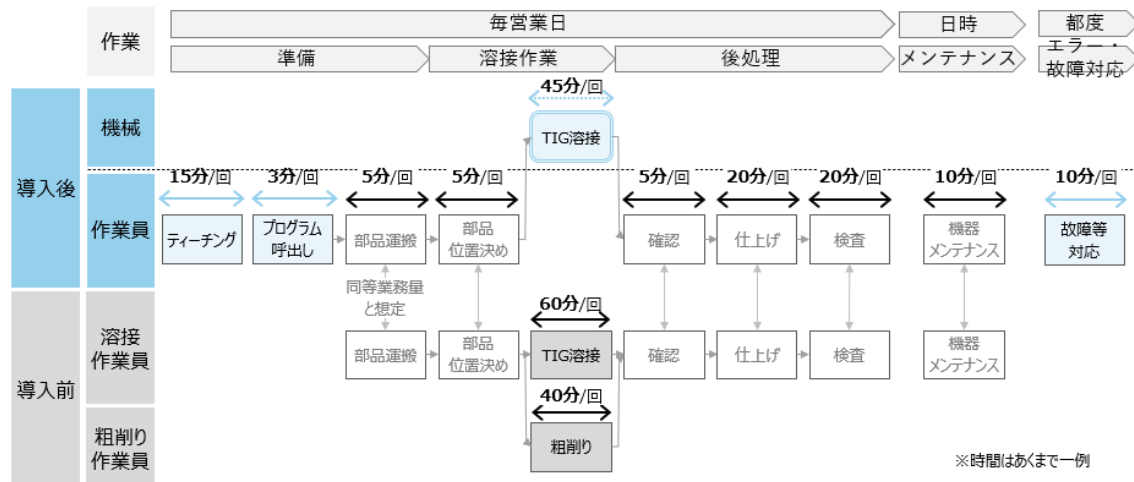 作業
毎営業日
日時
都度
準備
溶接作業
後処理
メンテナンス
エラー・
故障対応
導入後
機械
45分/回
TIG溶接
作業員
15分/回
3分/回
5分/回
5分/回
5分/回
20分/回
20分/回
10分/回
10分/回
ティーチング
プログラム
呼出し
部品運搬
部品
位置決め
確認
仕上げ
検査
機器
メンテナンス
故障等
対応
同等業務量
と想定
導入前
溶接
作業員
60分/回
部品運搬
部品
位置決め
TIG溶接
確認
仕上げ
検査
機器
メンテナンス
粗削り
作業員
40分/回
粗削り
※時間はあくまで一例